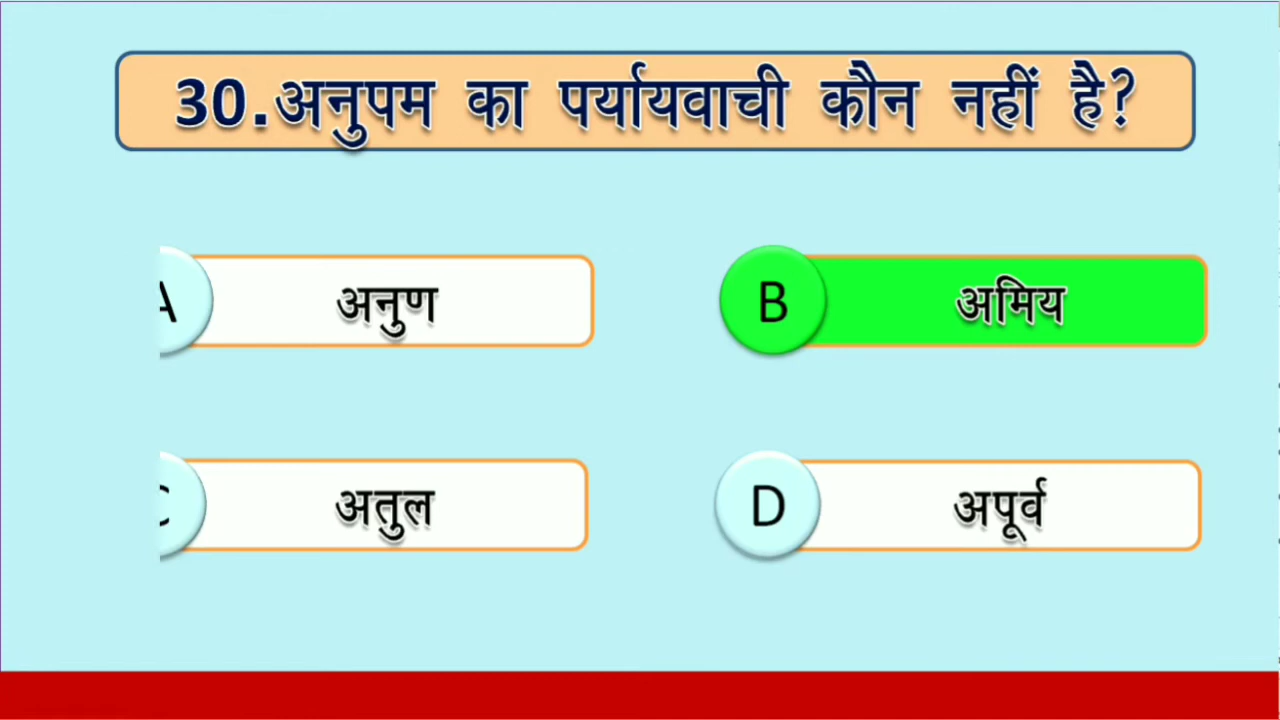 30.अनुपम का पर्यायवाची कौन नहीं है?
A अनुण
B अमिय
C अतुल
D अपूर्व